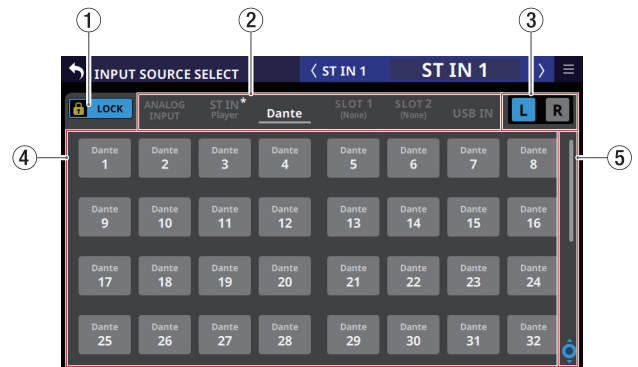 1 2 3
INPUT SOURCE SELECT ST IN 1 ST IN 1
LOCK ANALOG INPUT ST IN* Player Dante SLOT 1 (None) SLOT 2 (None) USB IN L R
4 5
Dante 1 Dante 2 Dante 3 Dante 4 Dante 5 Dante 6 Dante 7 Dante 8
Dante 9 Dante 10 Dante 11 Dante 12 Dante 13 Dante 14 Dante 15 Dante 16
Dante 17 Dante 18 Dante 19 Dante 20 Dante 21 Dante 22 Dante 23 Dante 24
Dante 25 Dante 26 Dante 27 Dante 28 Dante 29 Dante 30 Dante 31 Dante 32